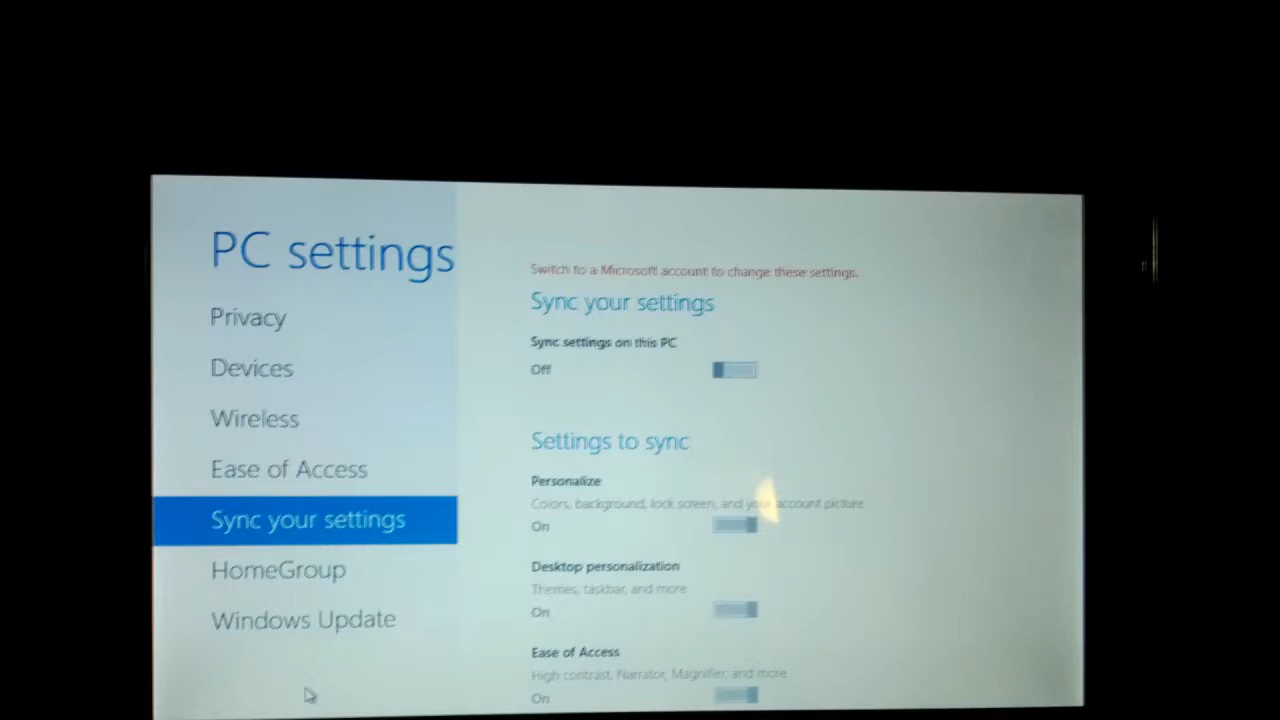 PC settings
Privacy
Devices
Wireless
Ease of Access
Sync your settings
HomeGroup
Windows Update
Switch to a Microsoft account to change these settings.
Sync your settings
Sync settings on this PC
Off
Settings to sync
Personalize
Colors, background, lock screen, and your account picture
On
Desktop personalization
Themes, taskbar, and more
On
Ease of Access
High contrast, Narrator, Magnifier, and more
On